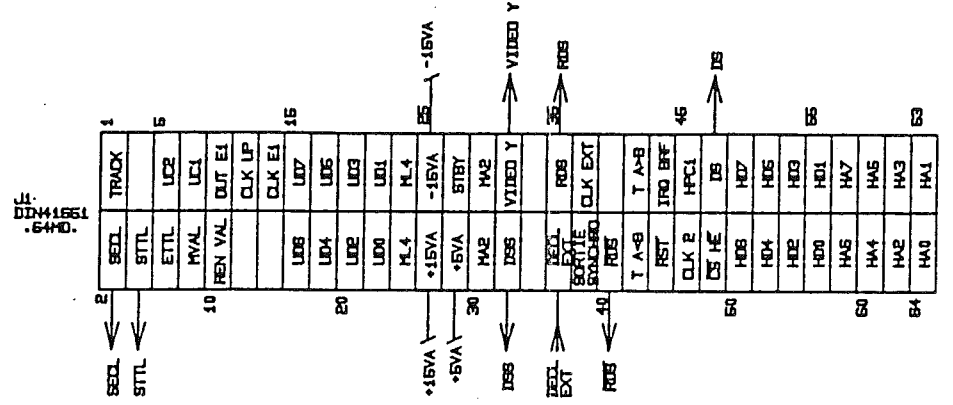 J1
DIN41651
.64MD.
1
5
15
25
35
45
55
63
-15VA
VIDEO Y
RDS
DS
TRACK
UC2
UC1
OUT E1
CLK UP
CLK E1
UD7
UD5
UD3
UD1
ML4
-15VA
STBY
MA2
VIDEO Y
RDS
CLK EXT
T A>B
IRQ BRF
HPC1
DS
HD7
HD5
HD3
HD1
HA7
HA5
HA3
HA1
SECL
STTL
ETTL
MVAL
REN VAL
UD6
UD4
UD2
UD0
ML4
+15VA
+5VA
MA2
DSS
DECL EXT
SORTIE SYNCHRO
RDS
T A>B
RST
CLK 2
CS HE
HD6
HD4
HD2
HD0
HA6
HA4
HA2
HA0
2
10
20
30
40
50
60
64
SECL
STTL
+15VA
+5VA
DSS
DECL EXT
RDS